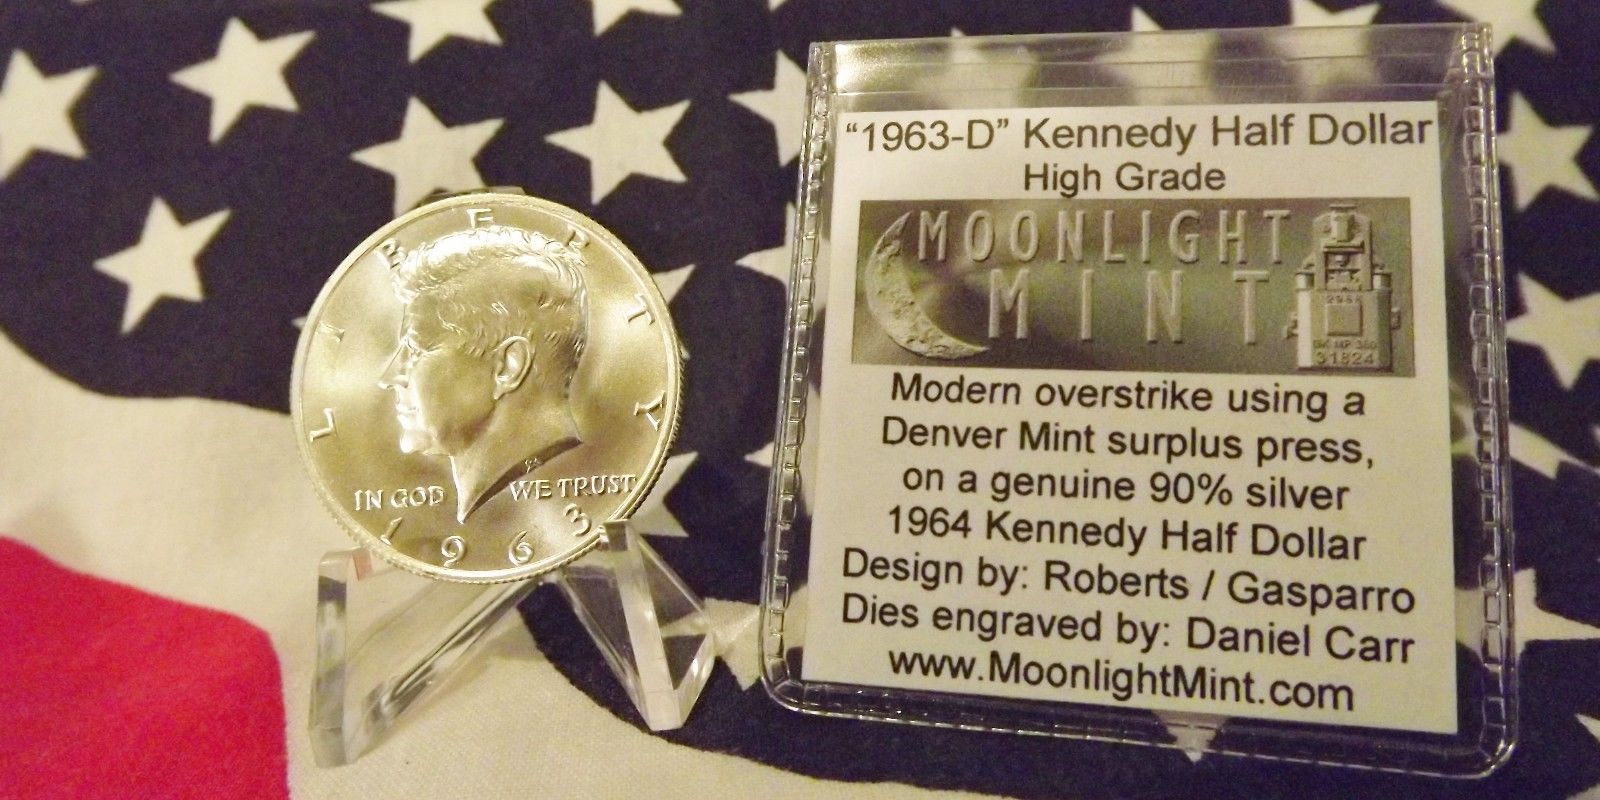 LIBERTY
IN GOD WE TRUST
1963
“1963-D” Kennedy Half Dollar
High Grade
MOONLIGHT
MINT
31824
Modern overstrike using a
Denver Mint surplus press,
on a genuine 90% silver
1964 Kennedy Half Dollar
Design by: Roberts / Gasparro
Dies engraved by: Daniel Carr
www.MoonlightMint.com